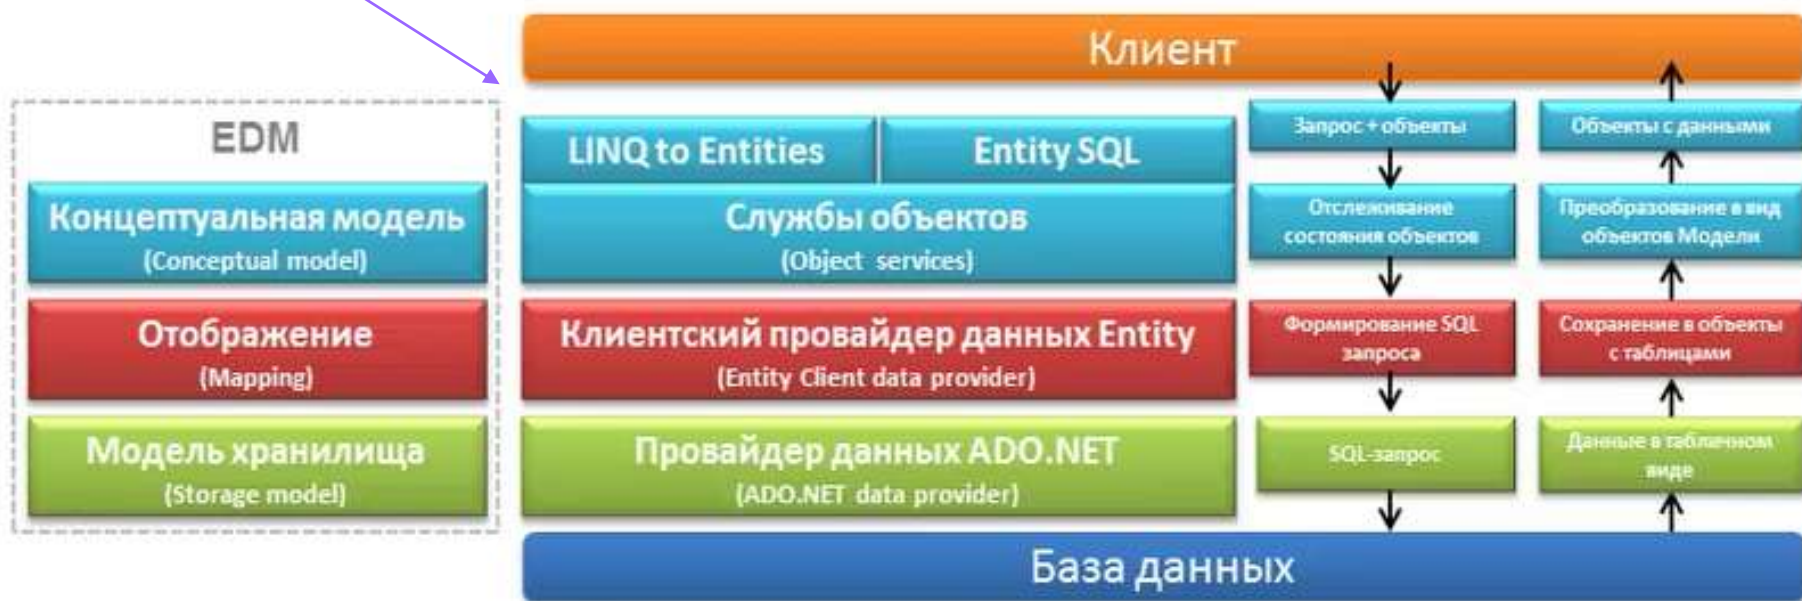 Клиент
EDM
Концептуальная модель
(Conceptual model)
Отображение
(Mapping)
Модель хранилища
(Storage model)
LINQ to Entities
Entity SQL
Службы объектов
(Object services)
Клиентский провайдер данных Entity
(Entity Client data provider)
Провайдер данных ADO.NET
(ADO.NET data provider)
Запрос + объекты
Отслеживание
состояния объектов
Формирование SQL
запроса
SQL-запрос
Объекты с данными
Преобразование в вид
объектов Модели
Сохранение в объекты
с таблицами
Данные в табличном
виде
База данных